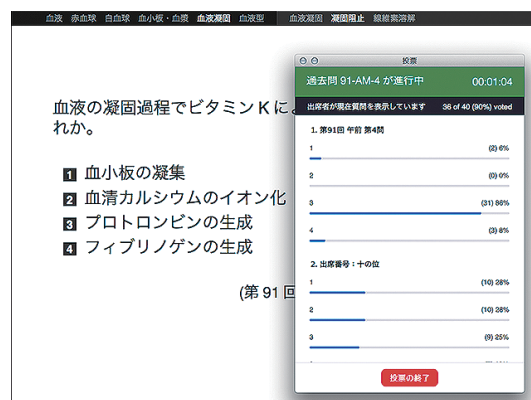 血液 赤血球 白血球 血小板・血漿 血液凝固 血液型 血液凝固 凝固阻止 線維素溶解
血液の凝固過程でビタミンKによ
れか。
1 血小板の凝集
2 血清カルシウムのイオン化
3 プロトロンビンの生成
4 フィブリノゲンの生成
(第 91 回
投票
過去問 91-AM-4 が進行中 00:01:04
出席者が現在質問を表示しています 36 of 40 (90%) voted
1. 第91回 午前 第4問
1 (2) 6%
2 (0) 0%
3 (31) 86%
4 (3) 8%
2. 出席番号：十の位
1 (10) 28%
2 (10) 28%
3 (9) 25%
投票の終了